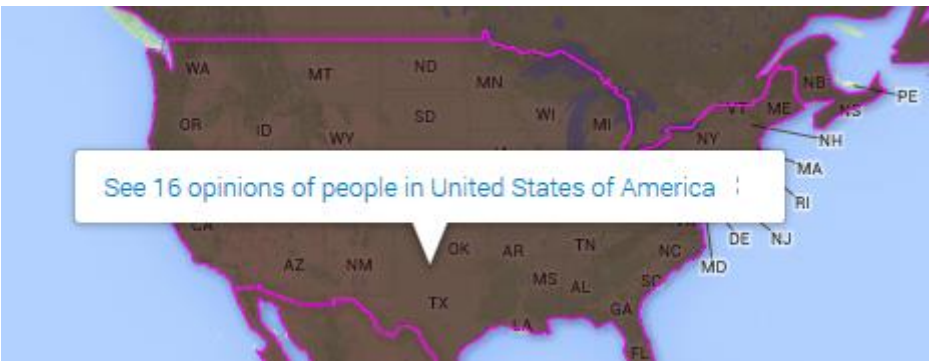 WA MT ND MN NB PE
OR ID SD WI MI VT ME NS
WY NY NH
MA
See 16 opinions of people in United States of America
RI
CA DE NJ
AZ NM OK AR TN NC MD
MS AL SC
TX GA
LA
FL